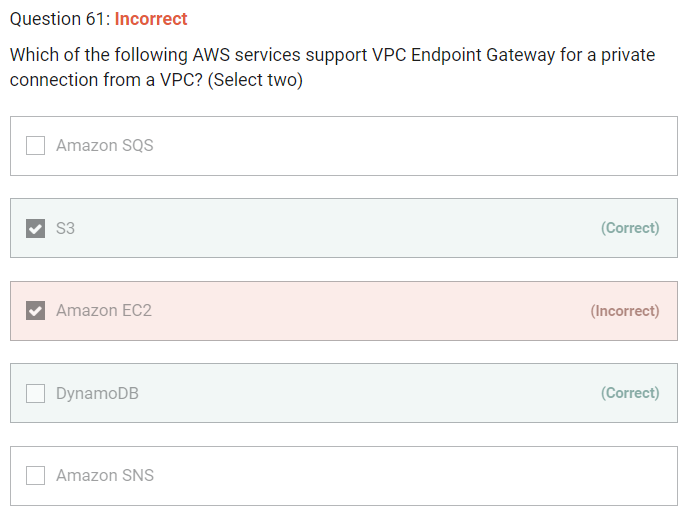 Question 61: Incorrect
Which of the following AWS services support VPC Endpoint Gateway for a private
connection from a VPC? (Select two)
Amazon SQS
S3 (Correct)
Amazon EC2 (Incorrect)
DynamoDB (Correct)
Amazon SNS